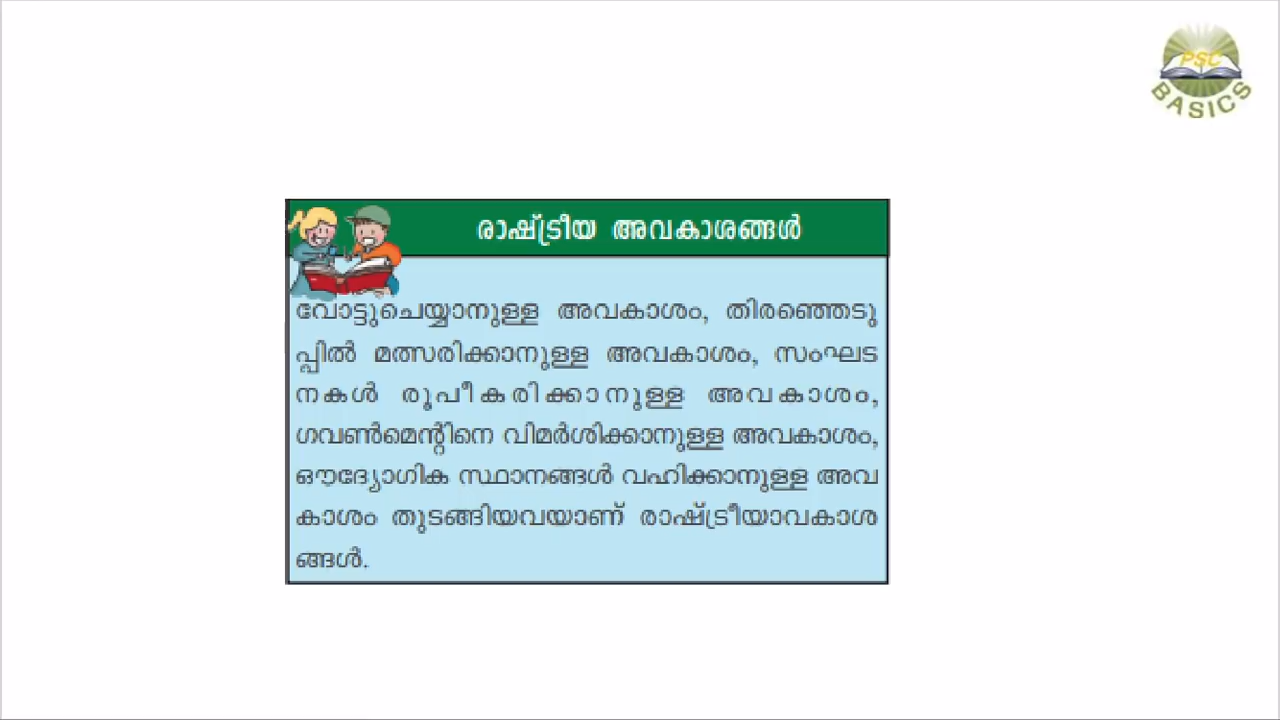 PSC
BASICS
രാഷ്ട്രീയ അവകാശങ്ങൾ
വോട്ടുചെയ്യാനുള്ള അവകാശം, തിരഞ്ഞെടു
പ്പിൽ മത്സരിക്കാനുള്ള അവകാശം, സംഘട
നകൾ രൂപീകരിക്കാനുള്ള അവകാശം,
ഗവൺമെന്റിനെ വിമർശിക്കാനുള്ള അവകാശം,
ഔദ്യോഗിക സ്ഥാനങ്ങൾ വഹിക്കാനുള്ള അവ
കാശം തുടങ്ങിയവയാണ് രാഷ്ട്രീയാവകാശ
ങ്ങൾ.